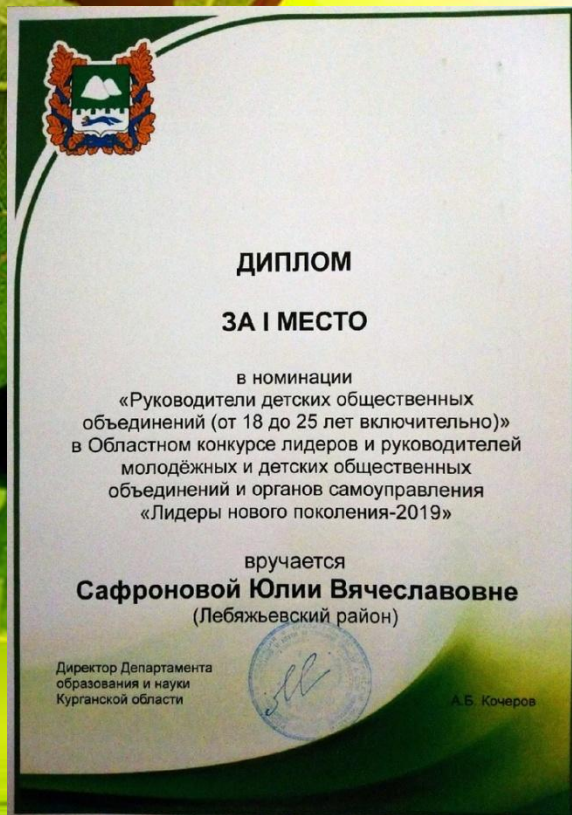 ДИПЛОМ
ЗА I МЕСТО
в номинации
«Руководители детских общественных
объединений (от 18 до 25 лет включительно)»
в Областном конкурсе лидеров и руководителей
молодёжных и детских общественных
объединений и органов самоуправления
«Лидеры нового поколения-2019»
вручается
Сафроновой Юлии Вячеславовне
(Лебяжьевский район)
Директор Департамента
образования и науки
Курганской области
А.Б. Кочеров